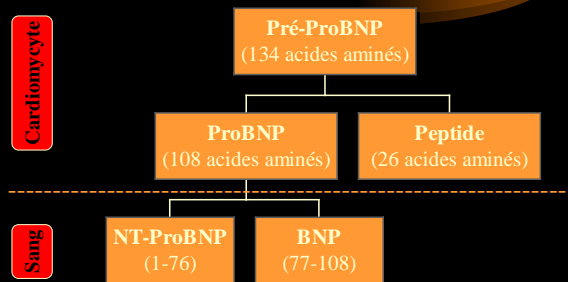 Cardiomycyte
Pré-ProBNP
(134 acides aminés)
ProBNP
(108 acides aminés)
Peptide
(26 acides aminés)
Sang
NT-ProBNP
(1-76)
BNP
(77-108)